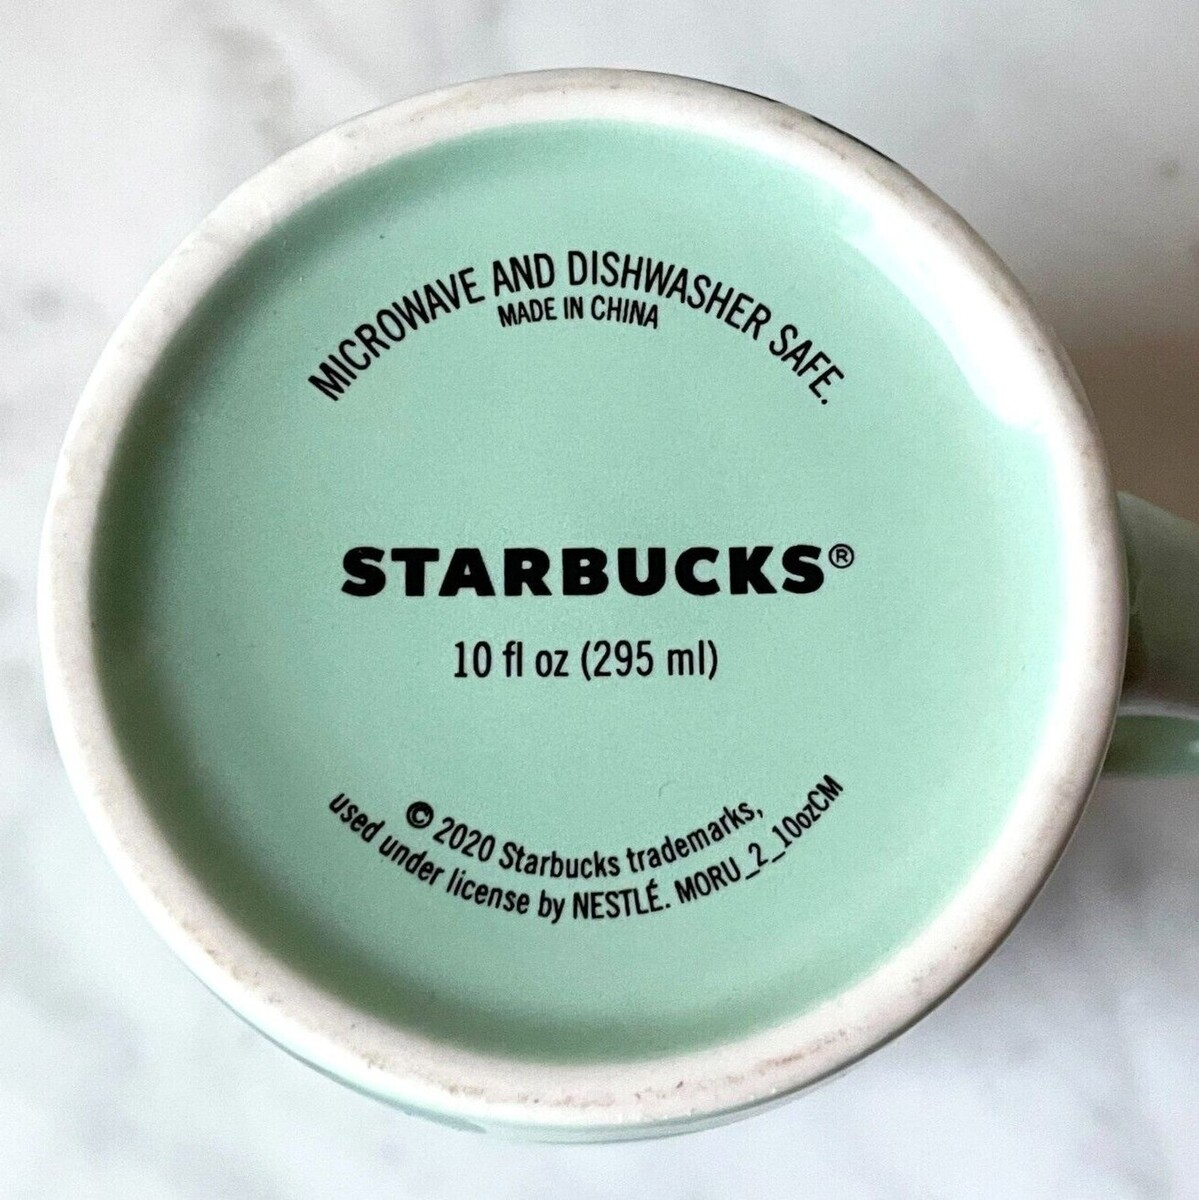 MICROWAVE AND DISHWASHER SAFE.
MADE IN CHINA
STARBUCKS®
10 fl oz (295 ml)
© 2020 Starbucks trademarks,
used under license by NESTLÉ. MORU_2_10ozCM